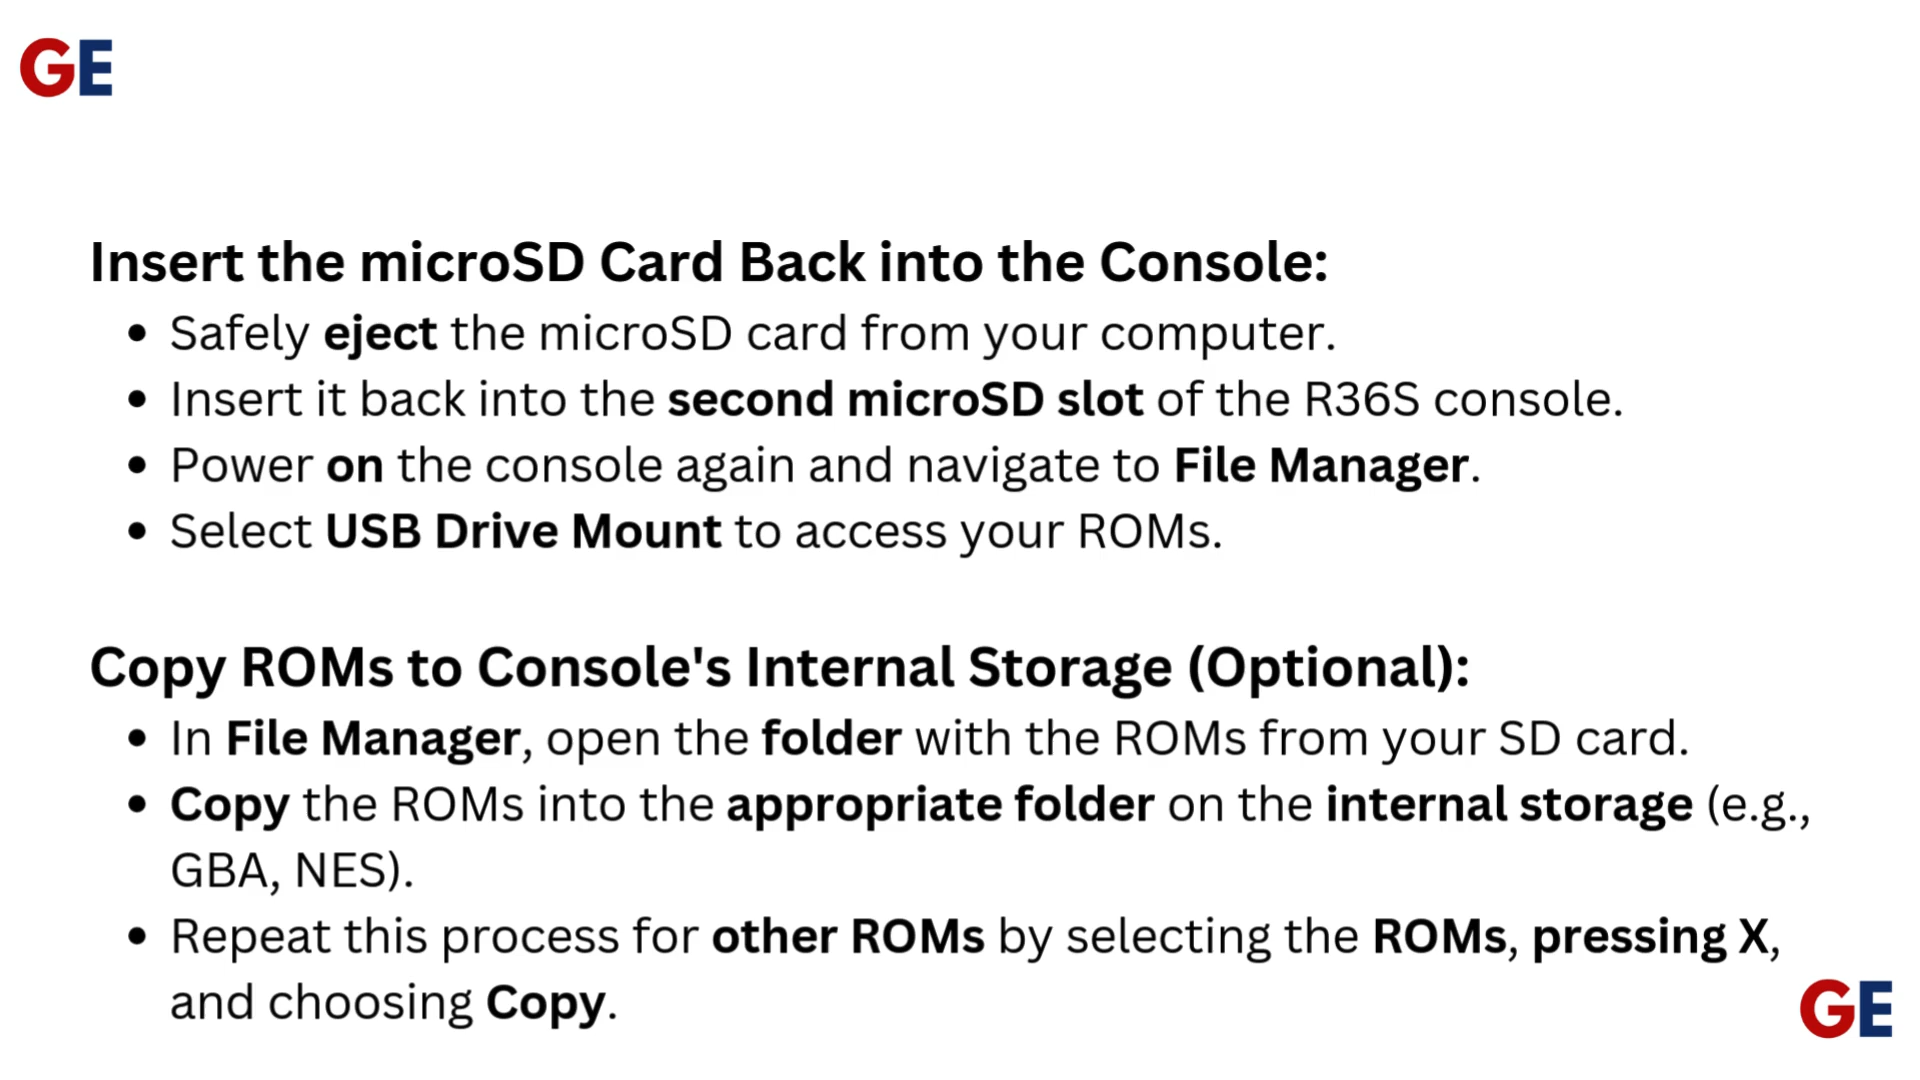 GE
Insert the microSD Card Back into the Console:
• Safely eject the microSD card from your computer.
• Insert it back into the second microSD slot of the R36S console.
• Power on the console again and navigate to File Manager.
• Select USB Drive Mount to access your ROMs.
Copy ROMs to Console's Internal Storage (Optional):
• In File Manager, open the folder with the ROMs from your SD card.
• Copy the ROMs into the appropriate folder on the internal storage (e.g.,
GBA, NES).
• Repeat this process for other ROMs by selecting the ROMs, pressing X,
and choosing Copy.
GE